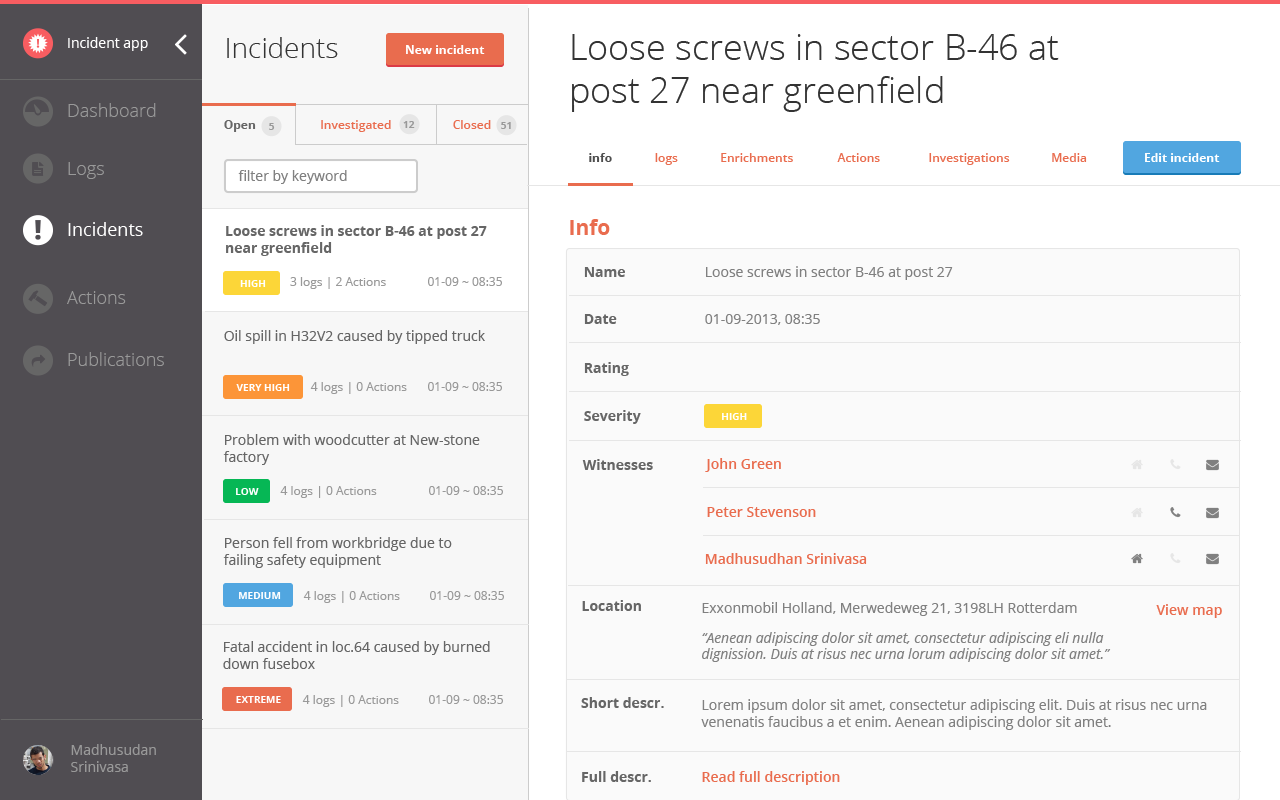 Incident app
Dashboard
Logs
Incidents
Actions
Publications
Madhusudan
Srinivasa
Incidents
New incident
Open 5
Investigated 12
Closed 51
filter by keyword
Loose screws in sector B-46 at post 27
near greenfield
HIGH 3 logs | 2 Actions 01-09 ~ 08:35
Oil spill in H32V2 caused by tipped truck
VERY HIGH 4 logs | 0 Actions 01-09 ~ 08:35
Problem with woodcutter at New-stone
factory
LOW 4 logs | 0 Actions 01-09 ~ 08:35
Person fell from workbridge due to
failing safety equipment
MEDIUM 4 logs | 0 Actions 01-09 ~ 08:35
Fatal accident in loc.64 caused by burned
down fusebox
EXTREME 4 logs | 0 Actions 01-09 ~ 08:35
Loose screws in sector B-46 at
post 27 near greenfield
info logs Enrichments Actions Investigations Media Edit incident
Info
Name Loose screws in sector B-46 at post 27
Date 01-09-2013, 08:35
Rating
Severity HIGH
Witnesses John Green
Peter Stevenson
Madhusudhan Srinivasa
Location Exxonmobil Holland, Merwedeweg 21, 3198LH Rotterdam View map
“Aenean adipiscing dolor sit amet, consectetur adipiscing eli nulla
dignission. Duis at risus nec urna lorum adipiscing dolor sit amet.”
Short descr. Lorem ipsum dolor sit amet, consectetur adipiscing elit. Duis at risus nec urna
venenatis faucibus a et enim. Aenean adipiscing dolor sit amet.
Full descr. Read full description